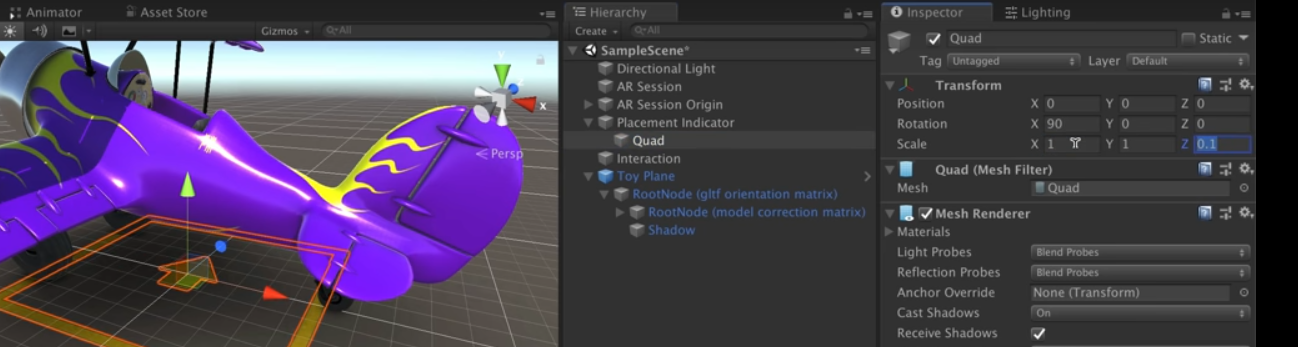 Animator
Asset Store
Gizmos
All
Y
X
Persp
Hierarchy
Create
All
SampleScene*
Directional Light
AR Session
AR Session Origin
Placement Indicator
Quad
Interaction
Toy Plane
RootNode (gltf orientation matrix)
RootNode (model correction matrix)
Shadow
Inspector
Lighting
Quad
Static
Tag Untagged Layer Default
Transform
Position X 0 Y 0 Z 0
Rotation X 90 Y 0 Z 0
Scale X 1 Y 1 Z 0.1
Quad (Mesh Filter)
Mesh Quad
Mesh Renderer
Materials
Light Probes Blend Probes
Reflection Probes Blend Probes
Anchor Override None (Transform)
Cast Shadows On
Receive Shadows